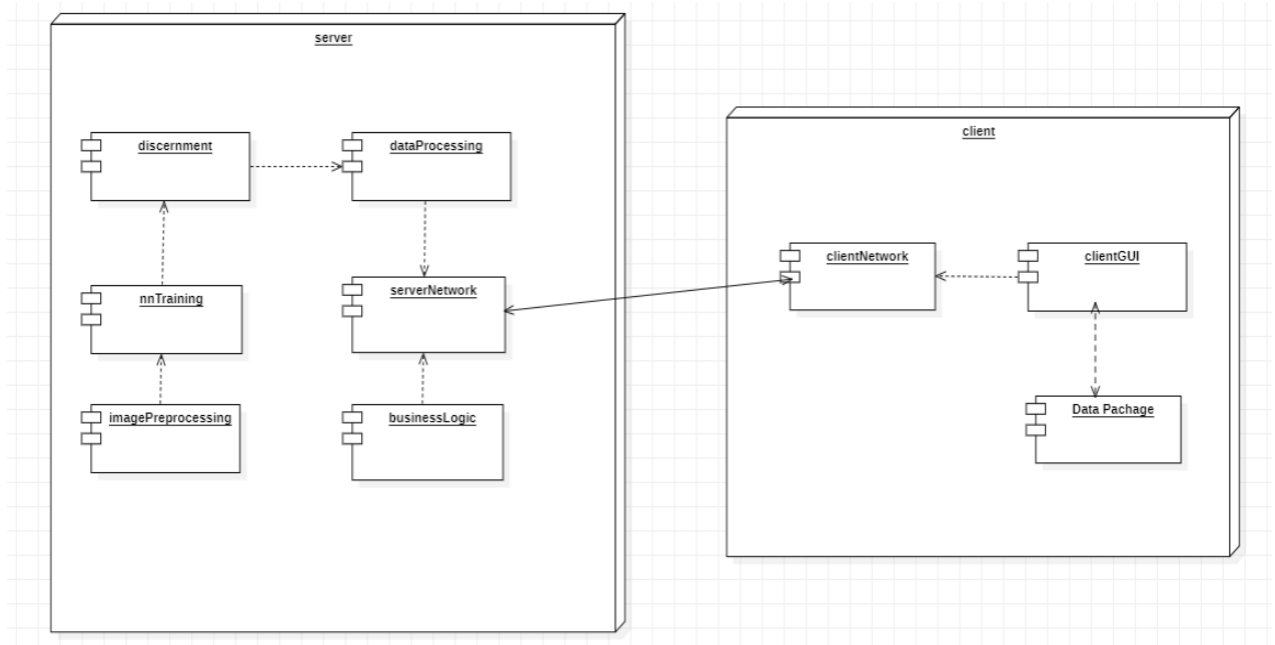 server
discernment
dataProcessing
nnTraining
serverNetwork
imagePreprocessing
businessLogic
client
clientNetwork
clientGUI
Data Pachage